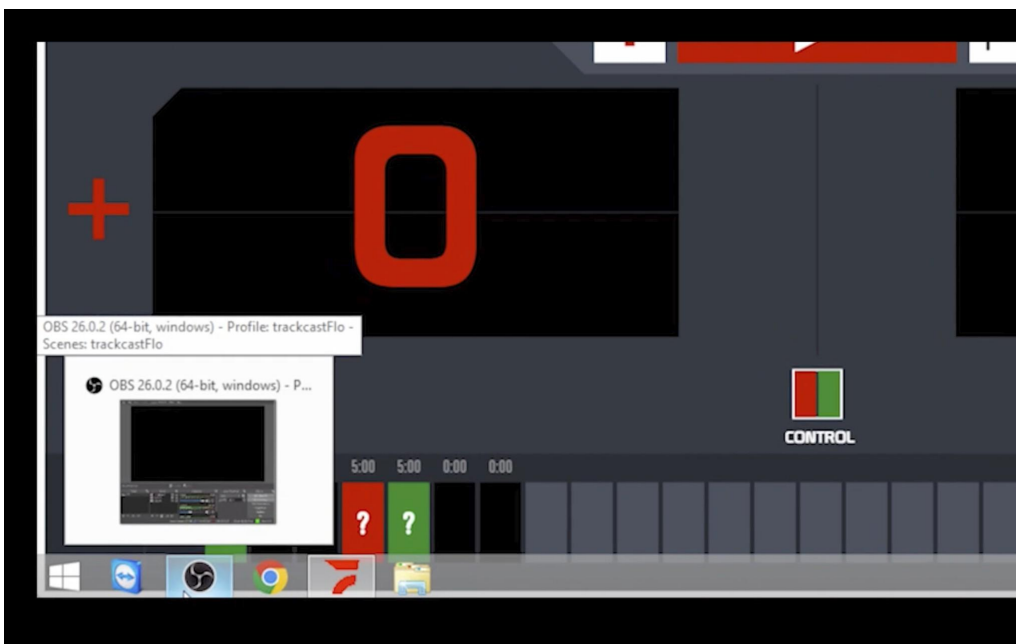 0
+
OBS 26.0.2 (64-bit, windows) - Profile: trackcastFlo -
Scenes: trackcastFlo
OBS 26.0.2 (64-bit, windows) - P...
CONTROL
5:00 5:00 0:00 0:00
? ?